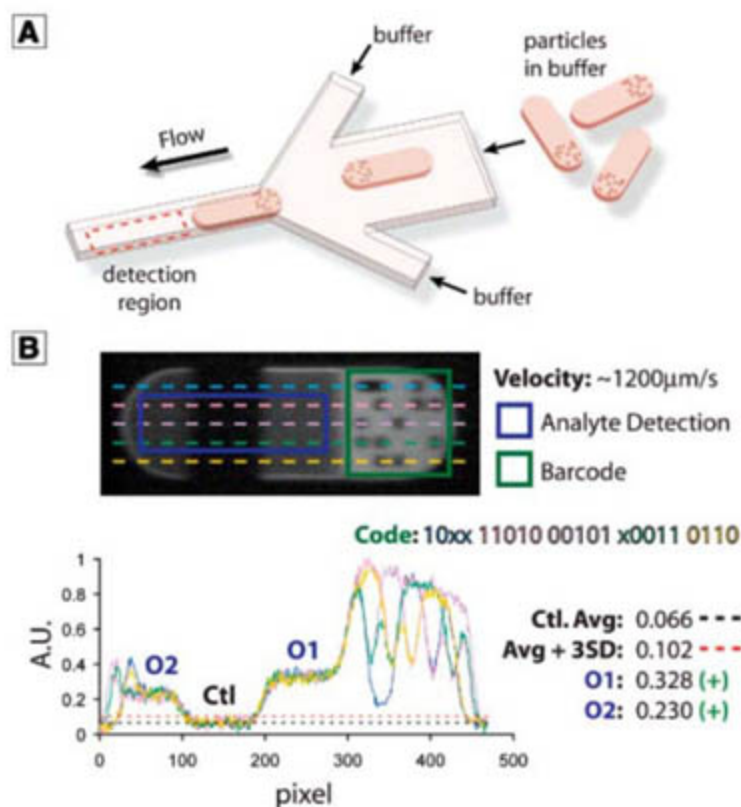 A
buffer
particles
in buffer
Flow
detection
region
buffer
B
Velocity: ~1200μm/s
Analyte Detection
Barcode
Code: 10xx 11010 00101 x0011 0110
1
0.8
0.6
0.4
0.2
0
A.U.
O2
Ctl
O1
0 100 200 300 400 500
pixel
Ctl. Avg: 0.066
Avg + 3SD: 0.102
O1: 0.328 (+)
O2: 0.230 (+)